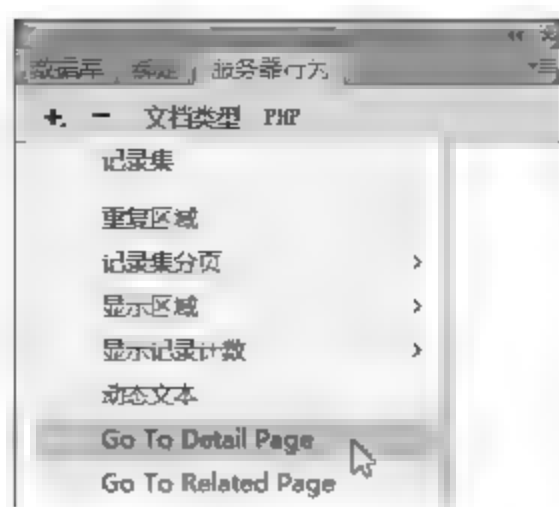 数据库 绑定 服务器行为
+. − 文档类型 PHP
记录集
重复区域
记录集分页 >
显示区域 >
显示记录计数 >
动态文本
Go To Detail Page
Go To Related Page